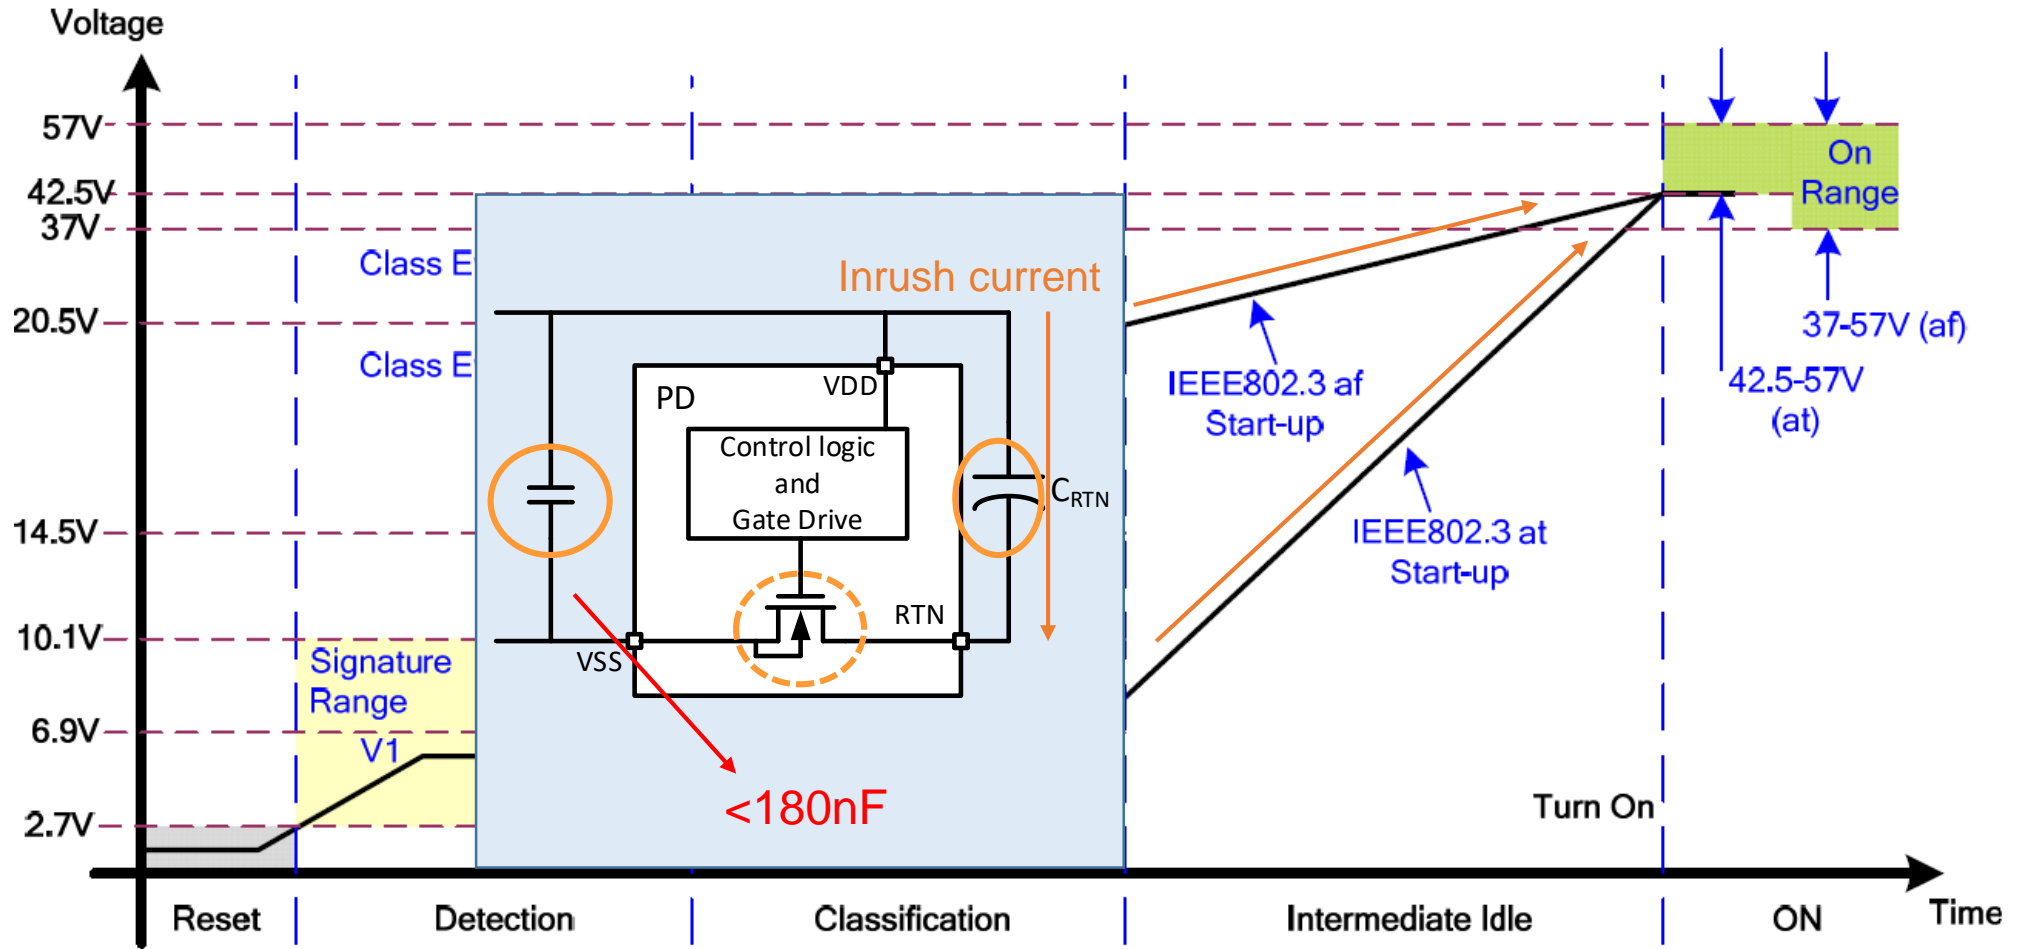 Voltage
57V
42.5V
37V
20.5V
14.5V
10.1V
6.9V
2.7V
Class E
Class E
Signature
Range
V1
Inrush current
PD
VDD
Control logic
and
Gate Drive
CRTN
RTN
VSS
<180nF
IEEE802.3 af
Start-up
IEEE802.3 at
Start-up
On
Range
37-57V (af)
42.5-57V
(at)
Turn On
Reset
Detection
Classification
Intermediate Idle
ON
Time